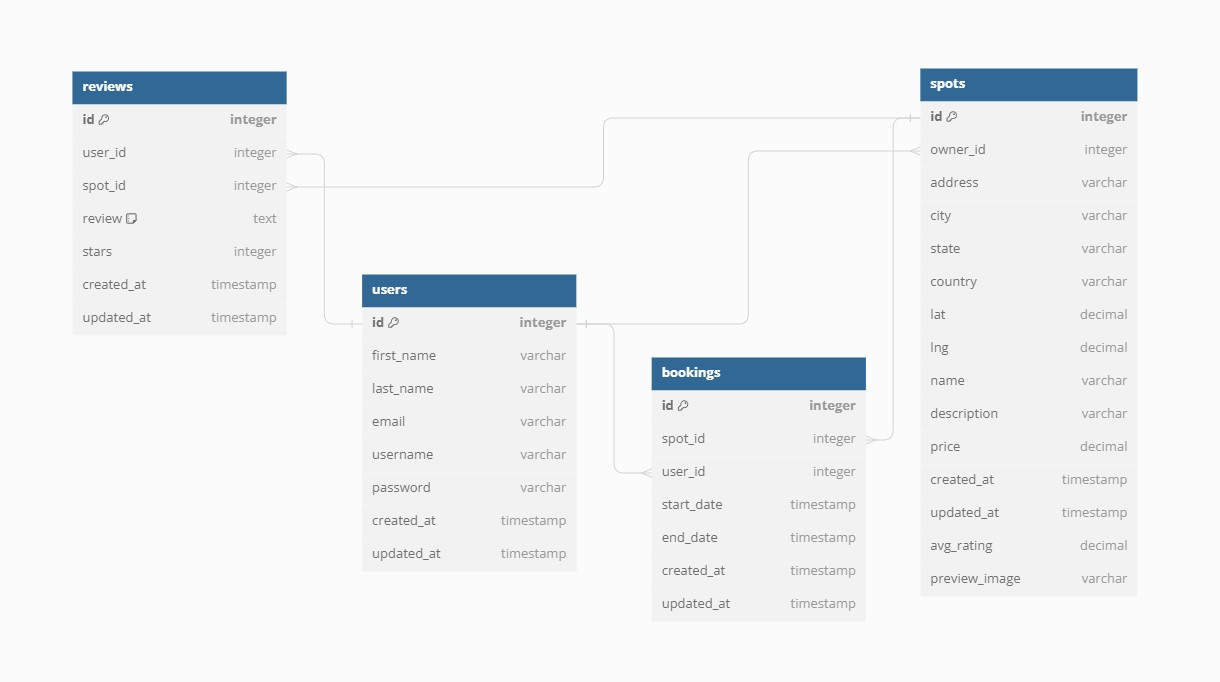 reviews
id integer
user_id integer
spot_id integer
review text
stars integer
created_at timestamp
updated_at timestamp
users
id integer
first_name varchar
last_name varchar
email varchar
username varchar
password varchar
created_at timestamp
updated_at timestamp
bookings
id integer
spot_id integer
user_id integer
start_date timestamp
end_date timestamp
created_at timestamp
updated_at timestamp
spots
id integer
owner_id integer
address varchar
city varchar
state varchar
country varchar
lat decimal
lng decimal
name varchar
description varchar
price decimal
created_at timestamp
updated_at timestamp
avg_rating decimal
preview_image varchar